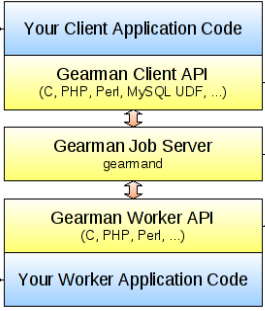 Your Client Application Code
Gearman Client API
(C, PHP, Perl, MySQL UDF, ...)
Gearman Job Server
gearmand
Gearman Worker API
(C, PHP, Perl, ...)
Your Worker Application Code